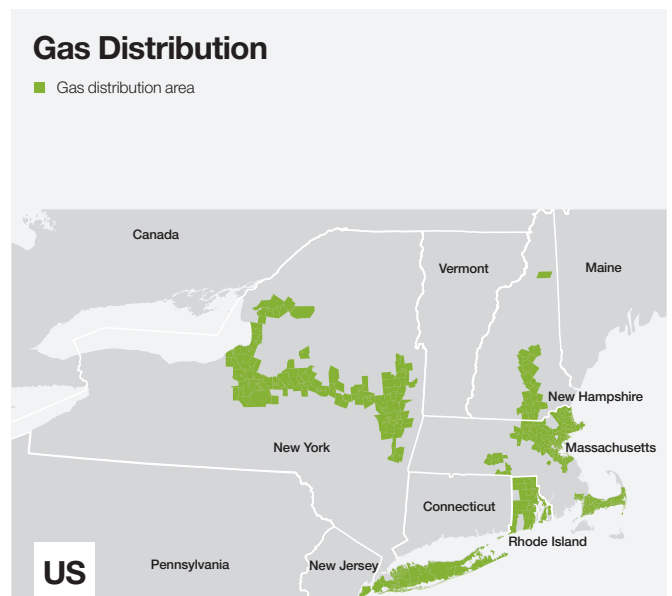 Gas Distribution
Gas distribution area
Canada
Vermont
Maine
New Hampshire
New York
Massachusetts
Connecticut
Rhode Island
Pennsylvania
New Jersey
US